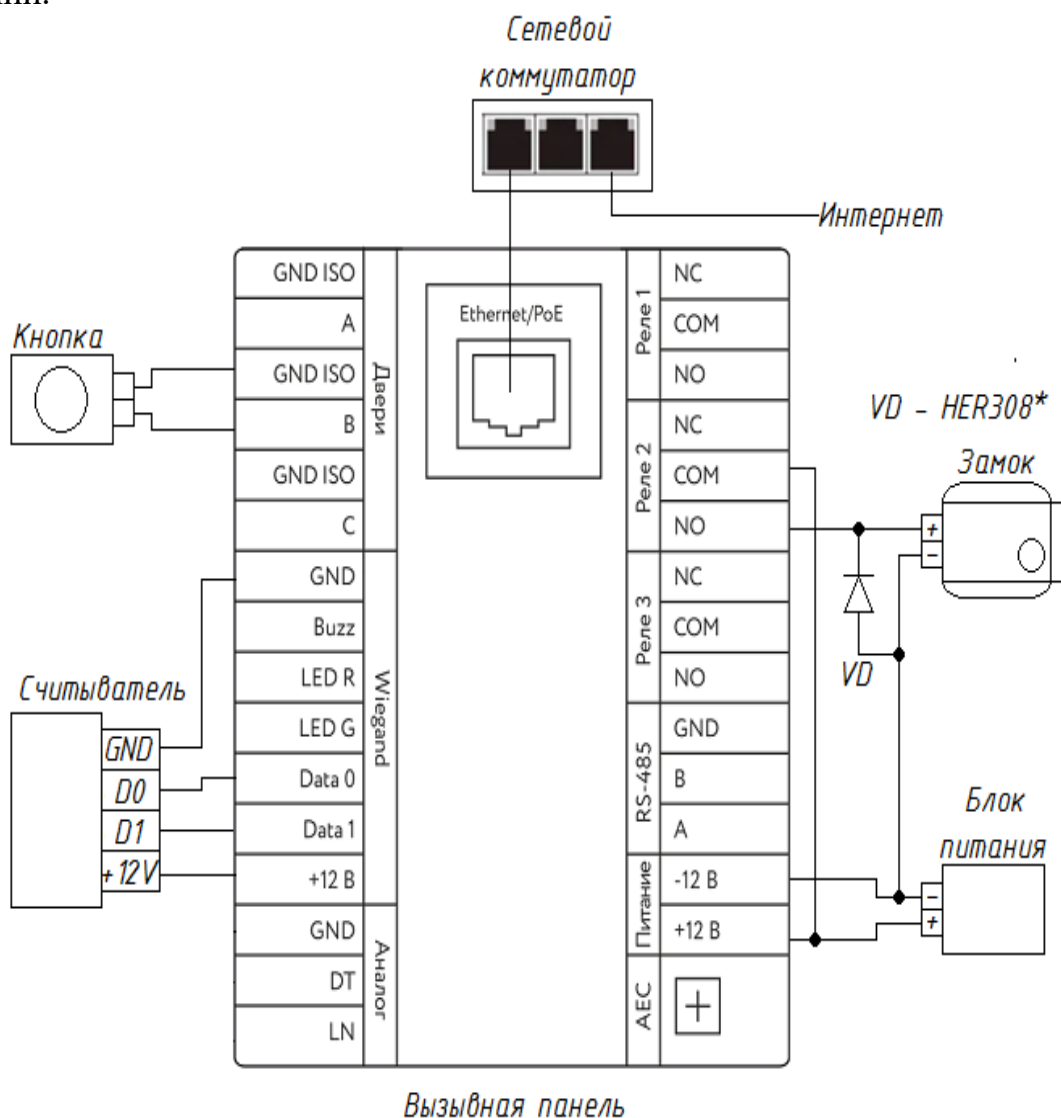 Сетевой
коммутатор
Интернет
Кнопка
Считыватель
GND
D0
D1
+12V
GND ISO
A
GND ISO
B
GND ISO
C
Двери
GND
Buzz
LED R
LED G
Data 0
Data 1
+12 В
Wiegand
GND
DT
LN
Аналог
Ethernet/PoE
Реле 1
NC
COM
NO
Реле 2
NC
COM
NO
Реле 3
NC
COM
NO
RS-485
GND
B
A
Питание
-12 В
+12 В
АЕС
+
VD - HER308*
Замок
+
-
VD
Блок
питания
-
+
Вызывная панель